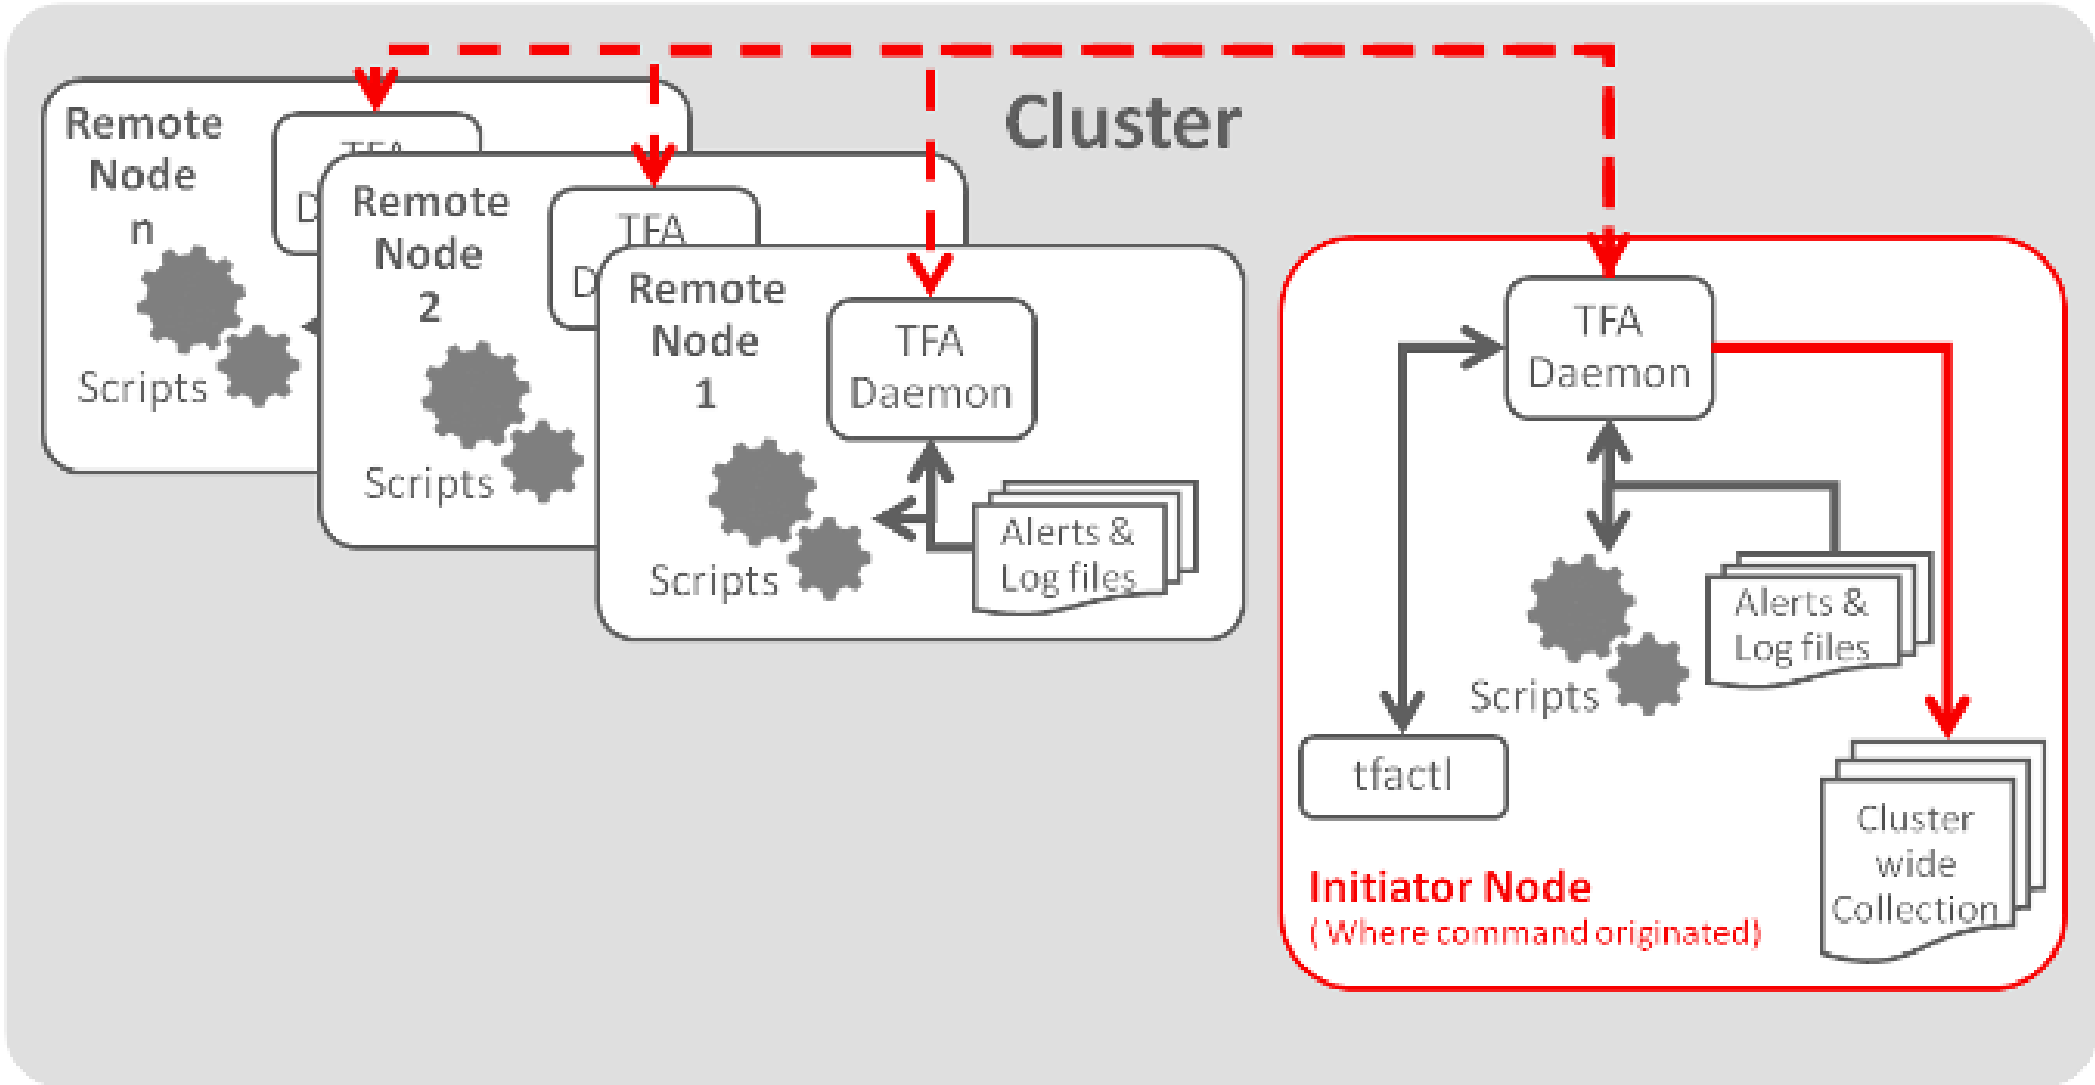 Cluster
Remote
Node
n
TFA
D
Scripts
Remote
Node
2
TFA
D
Scripts
Remote
Node
1
TFA
Daemon
Scripts
Alerts &
Log files
TFA
Daemon
Scripts
Alerts &
Log files
tfactl
Cluster
wide
Collection
Initiator Node
( Where command originated)